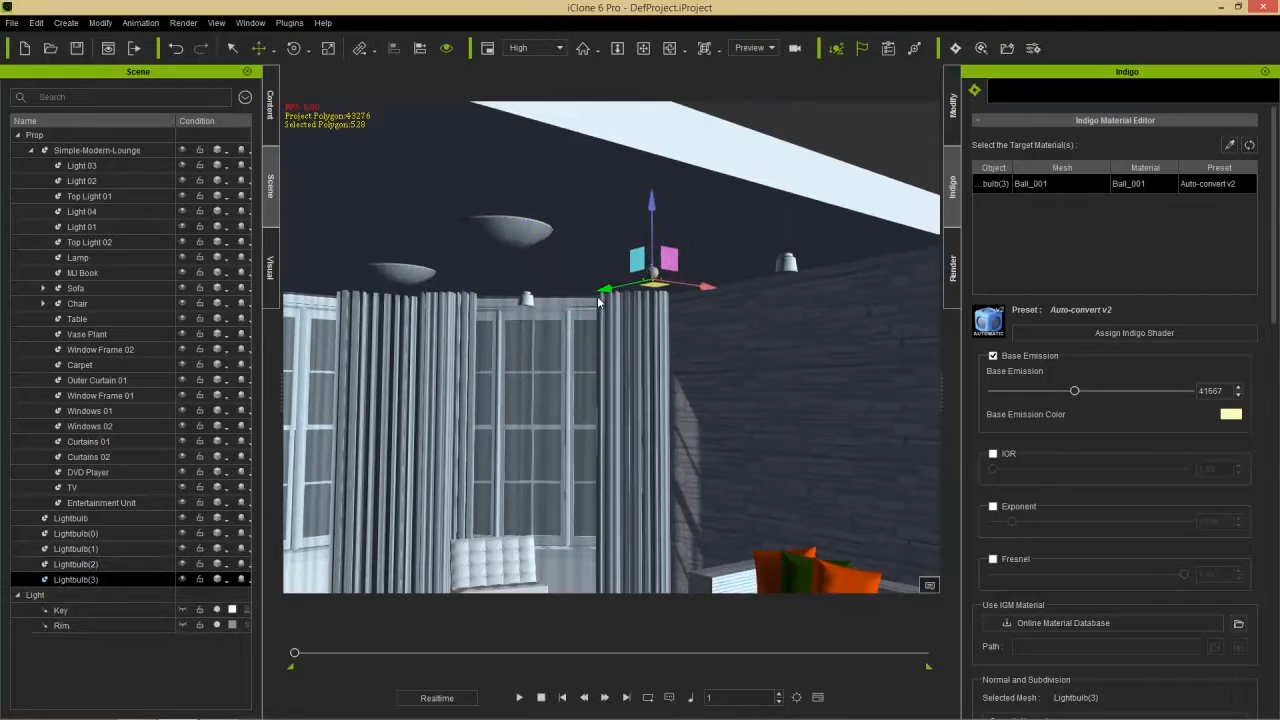 iClone 6 Pro - DefProject.iProject
File Edit Create Modify Animation Render View Window Plugins Help
High Preview
Scene
Search
Name Condition
Prop
Simple-Modern-Lounge
Light 03
Light 02
Top Light 01
Light 04
Light 01
Top Light 02
Lamp
MJ Book
Sofa
Chair
Table
Vase Plant
Window Frame 02
Carpet
Outer Curtain 01
Window Frame 01
Windows 01
Windows 02
Curtains 01
Curtains 02
DVD Player
TV
Entertainment Unit
Lightbulb
Lightbulb(0)
Lightbulb(1)
Lightbulb(2)
Lightbulb(3)
Light
Key
Rim
Content
Scene
Visual
Project Polygon:43276
Selected Polygon:528
Realtime
1
Modify
Indigo
Render
Indigo
Indigo Material Editor
Select the Target Material(s) :
Object Mesh Material Preset
...bulb(3) Ball_001 Ball_001 Auto-convert v2
v2
AUTOMATIC
Preset : Auto-convert v2
Assign Indigo Shader
Base Emission
Base Emission
41667
Base Emission Color
IOR
Exponent
Fresnel
Use IGM Material
Online Material Database
Path :
Normal and Subdivision
Selected Mesh : Lightbulb(3)